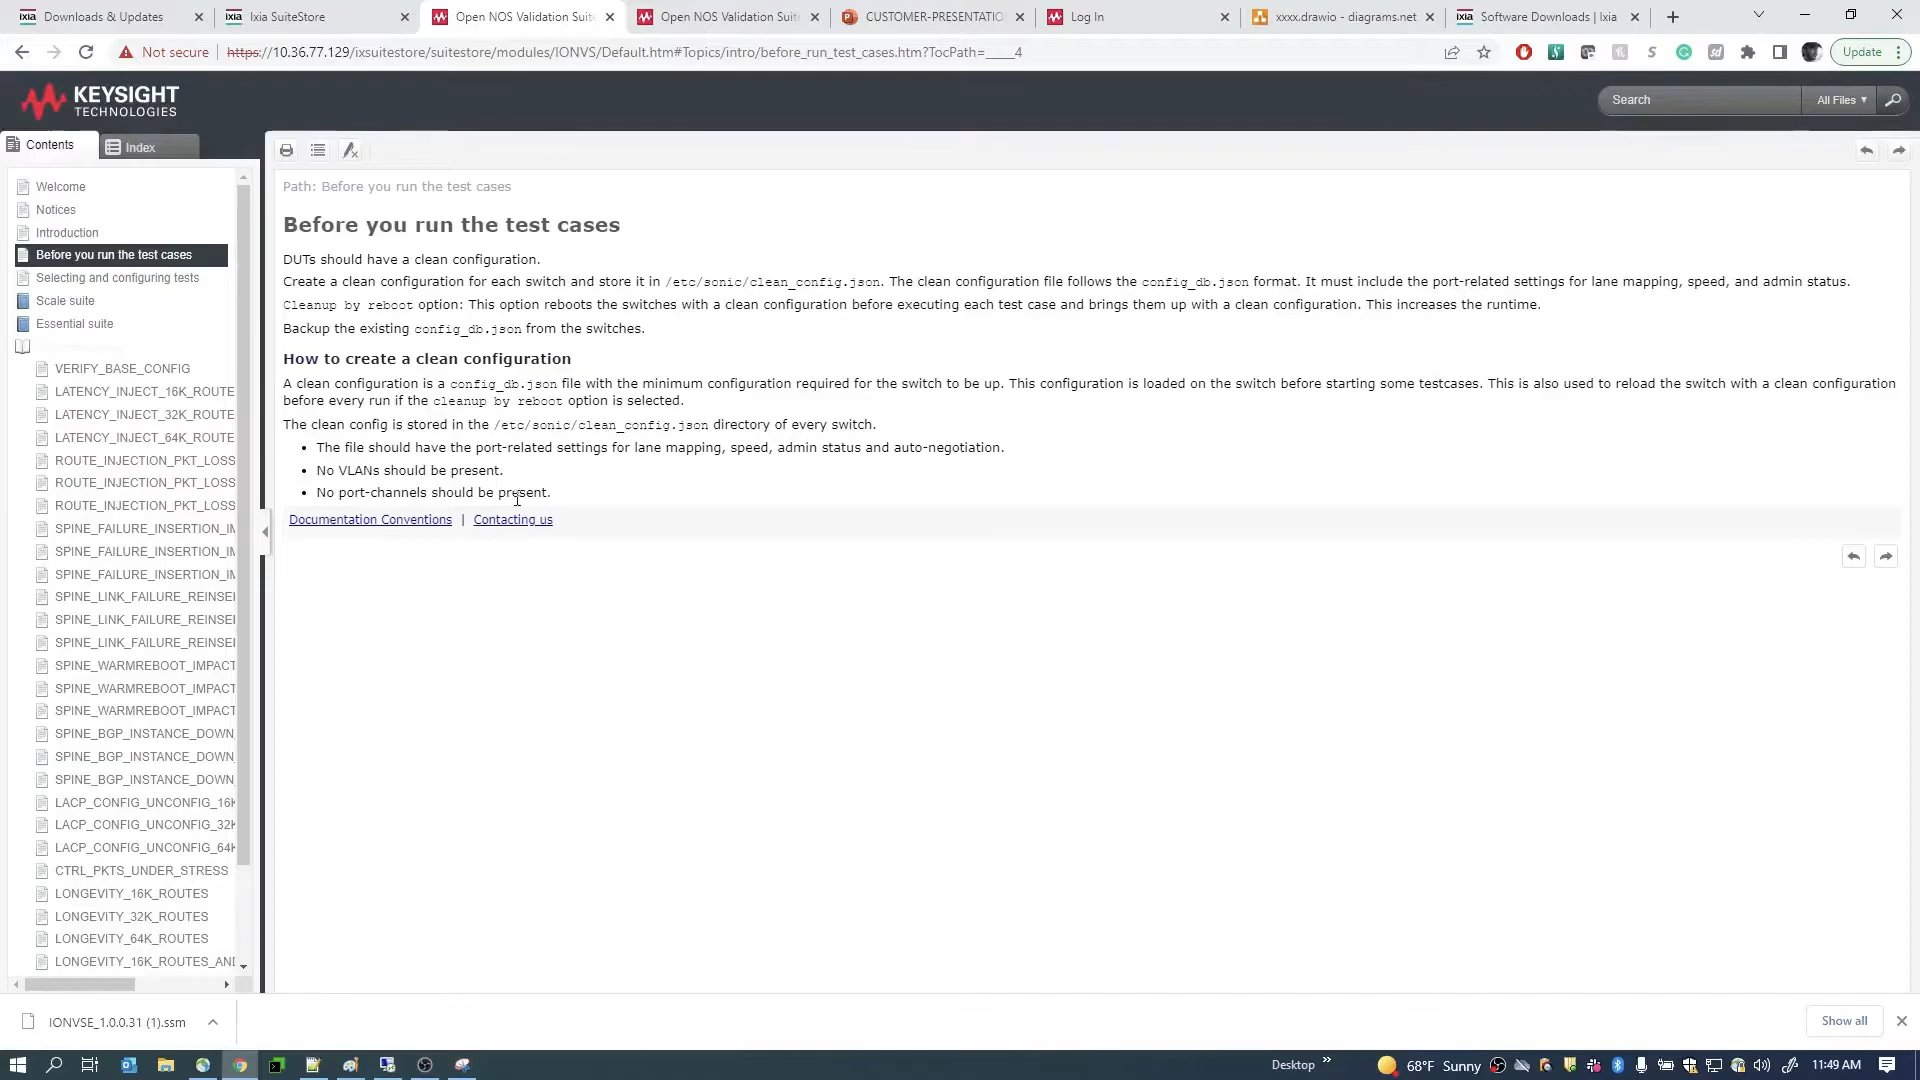 Downloads & Updates
Ixia SuiteStore
Open NOS Validation Suit
Open NOS Validation Suit
CUSTOMER-PRESENTATIO
Log In
xxxx.drawio - diagrams.net
Software Downloads | Ixia
Not secure | https://10.36.77.129/ixsuitestore/suitestore/modules/IONVS/Default.htm#Topics/intro/before_run_test_cases.htm?TocPath=_____4
Update
KEYSIGHT
TECHNOLOGIES
Search
All Files
Contents
Index
Welcome
Notices
Introduction
Before you run the test cases
Selecting and configuring tests
Scale suite
Essential suite
VERIFY_BASE_CONFIG
LATENCY_INJECT_16K_ROUTE
LATENCY_INJECT_32K_ROUTE
LATENCY_INJECT_64K_ROUTE
ROUTE_INJECTION_PKT_LOSS
ROUTE_INJECTION_PKT_LOSS
ROUTE_INJECTION_PKT_LOSS
SPINE_FAILURE_INSERTION_IM
SPINE_FAILURE_INSERTION_IM
SPINE_FAILURE_INSERTION_IM
SPINE_LINK_FAILURE_REINSE
SPINE_LINK_FAILURE_REINSE
SPINE_LINK_FAILURE_REINSE
SPINE_WARMREBOOT_IMPACT
SPINE_WARMREBOOT_IMPACT
SPINE_WARMREBOOT_IMPACT
SPINE_BGP_INSTANCE_DOWN_
SPINE_BGP_INSTANCE_DOWN_
SPINE_BGP_INSTANCE_DOWN_
LACP_CONFIG_UNCONFIG_16K
LACP_CONFIG_UNCONFIG_32K
LACP_CONFIG_UNCONFIG_64K
CTRL_PKTS_UNDER_STRESS
LONGEVITY_16K_ROUTES
LONGEVITY_32K_ROUTES
LONGEVITY_64K_ROUTES
LONGEVITY_16K_ROUTES_AND
Path: Before you run the test cases
Before you run the test cases
DUTs should have a clean configuration.
Create a clean configuration for each switch and store it in /etc/sonic/clean_config.json. The clean configuration file follows the config_db.json format. It must include the port-related settings for lane mapping, speed, and admin status.
Cleanup by reboot option: This option reboots the switches with a clean configuration before executing each test case and brings them up with a clean configuration. This increases the runtime.
Backup the existing config_db.json from the switches.
How to create a clean configuration
A clean configuration is a config_db.json file with the minimum configuration required for the switch to be up. This configuration is loaded on the switch before starting some testcases. This is also used to reload the switch with a clean configuration
before every run if the cleanup by reboot option is selected.
The clean config is stored in the /etc/sonic/clean_config.json directory of every switch.
• The file should have the port-related settings for lane mapping, speed, admin status and auto-negotiation.
• No VLANs should be present.
• No port-channels should be present.
Documentation Conventions | Contacting us
IONVSE_1.0.0.31 (1).ssm
Show all
Desktop
68°F Sunny
11:49 AM